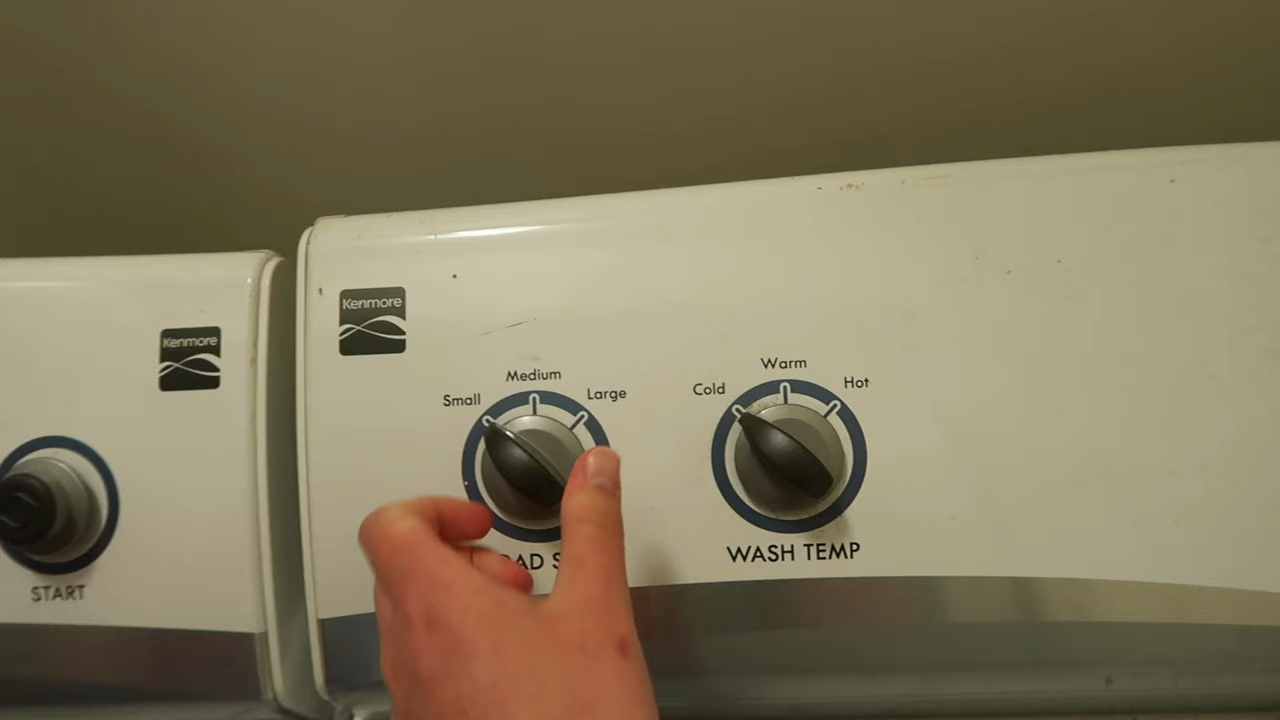 Kenmore
START
Kenmore
Small
Medium
Large
Cold
Warm
Hot
WASH TEMP